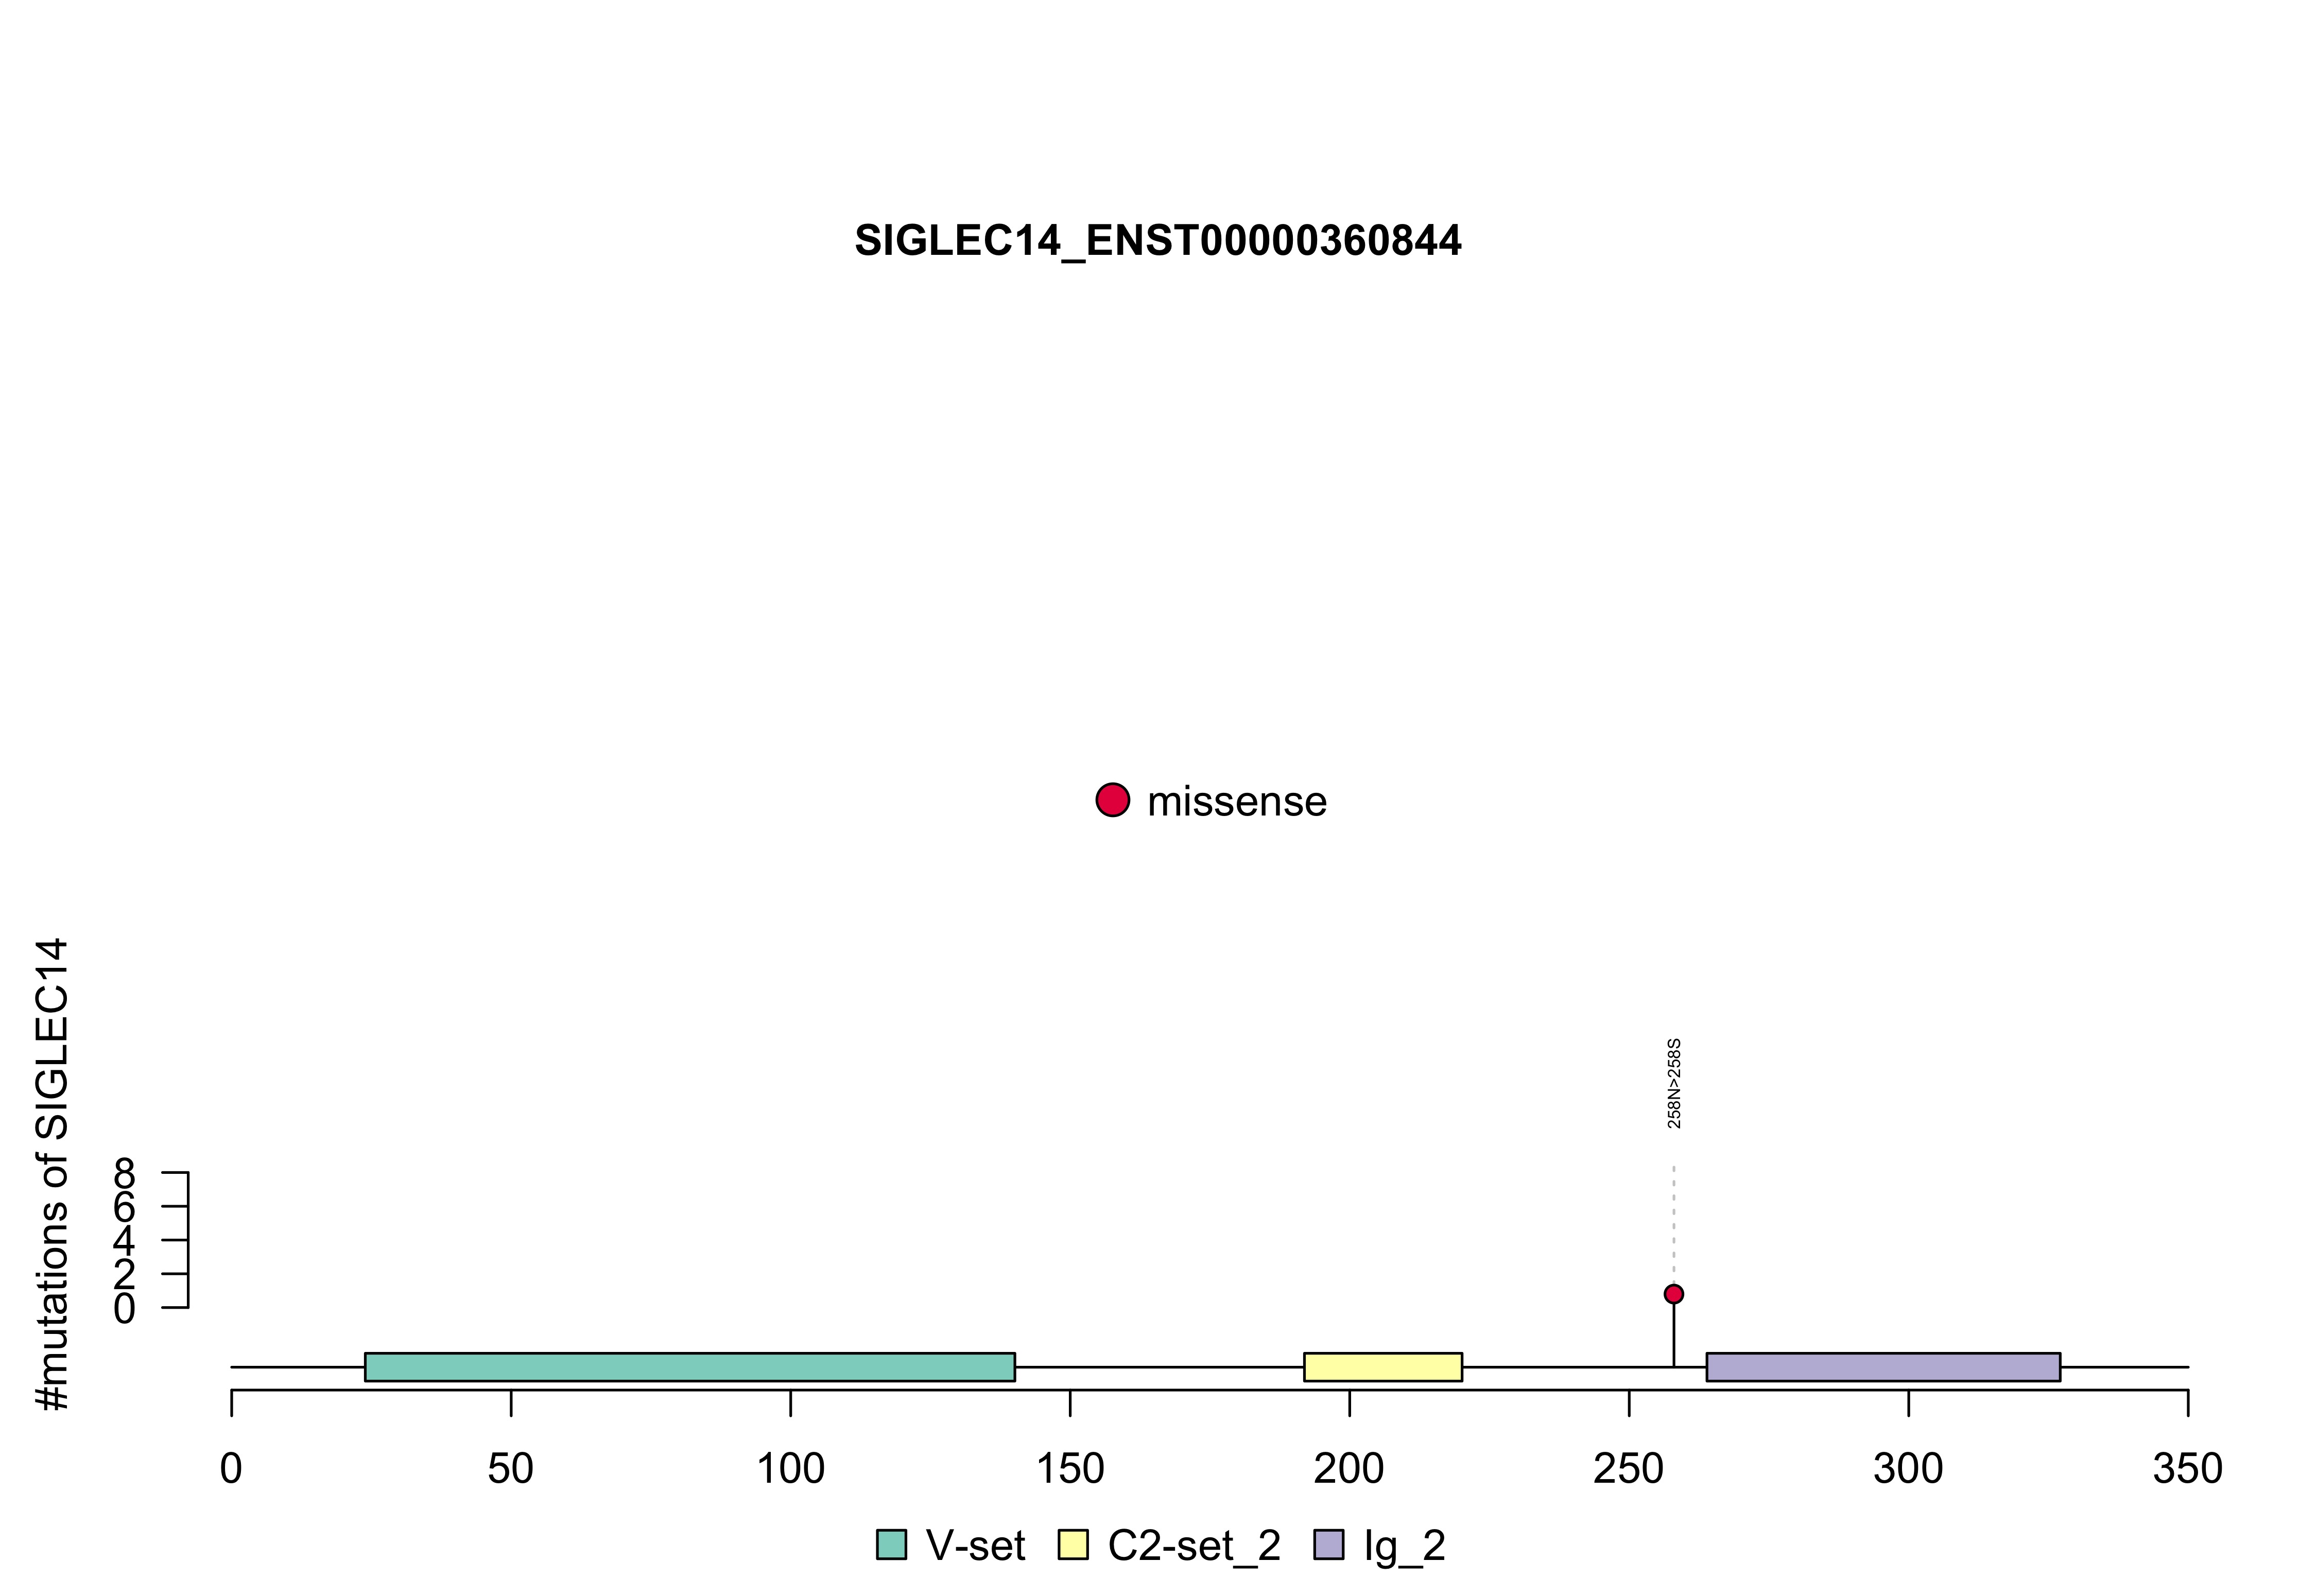 SIGLEC14_ENST00000360844
missense
#mutations of SIGLEC14
258N>258S
8
6
4
2
0
0 50 100 150 200 250 300 350
V-set C2-set_2 Ig_2